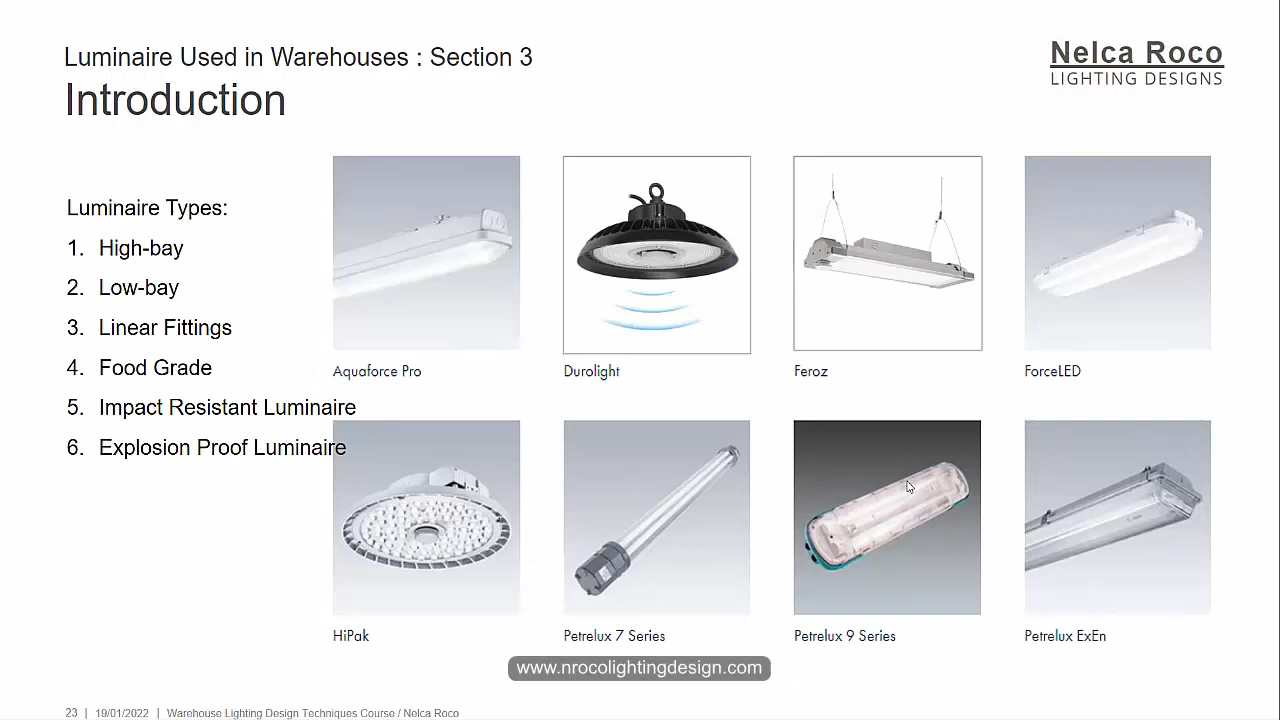 Luminaire Used in Warehouses : Section 3
Introduction
Nelca Roco
LIGHTING DESIGNS
Luminaire Types:
1. High-bay
2. Low-bay
3. Linear Fittings
4. Food Grade
5. Impact Resistant Luminaire
6. Explosion Proof Luminaire
Aquaforce Pro
Durolight
Feroz
ForceLED
HiPak
Petrelux 7 Series
Petrelux 9 Series
Petrelux ExEn
www.nrocolightingdesign.com
23 | 19/01/2022 | Warehouse Lighting Design Techniques Course / Nelca Roco